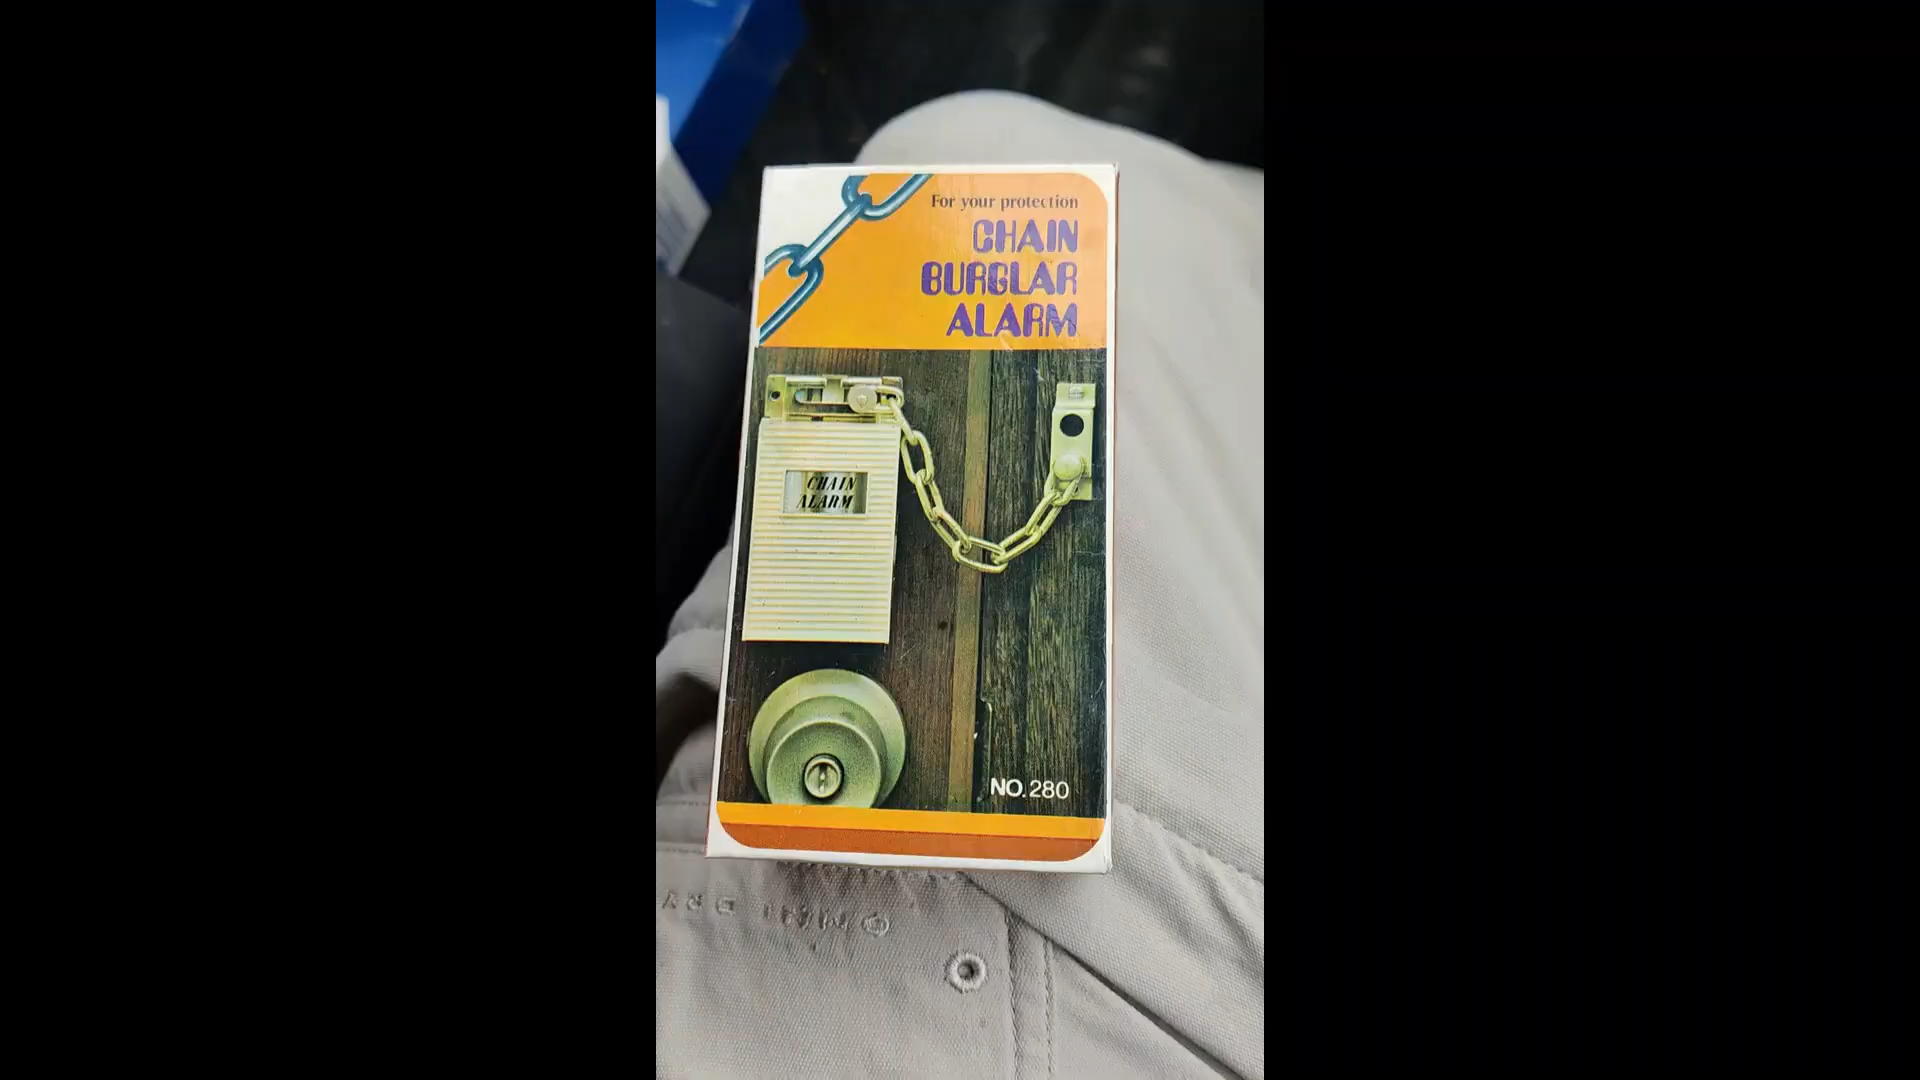 For your protection
CHAIN
BURGLAR
ALARM
CHAIN
ALARM
NO. 280